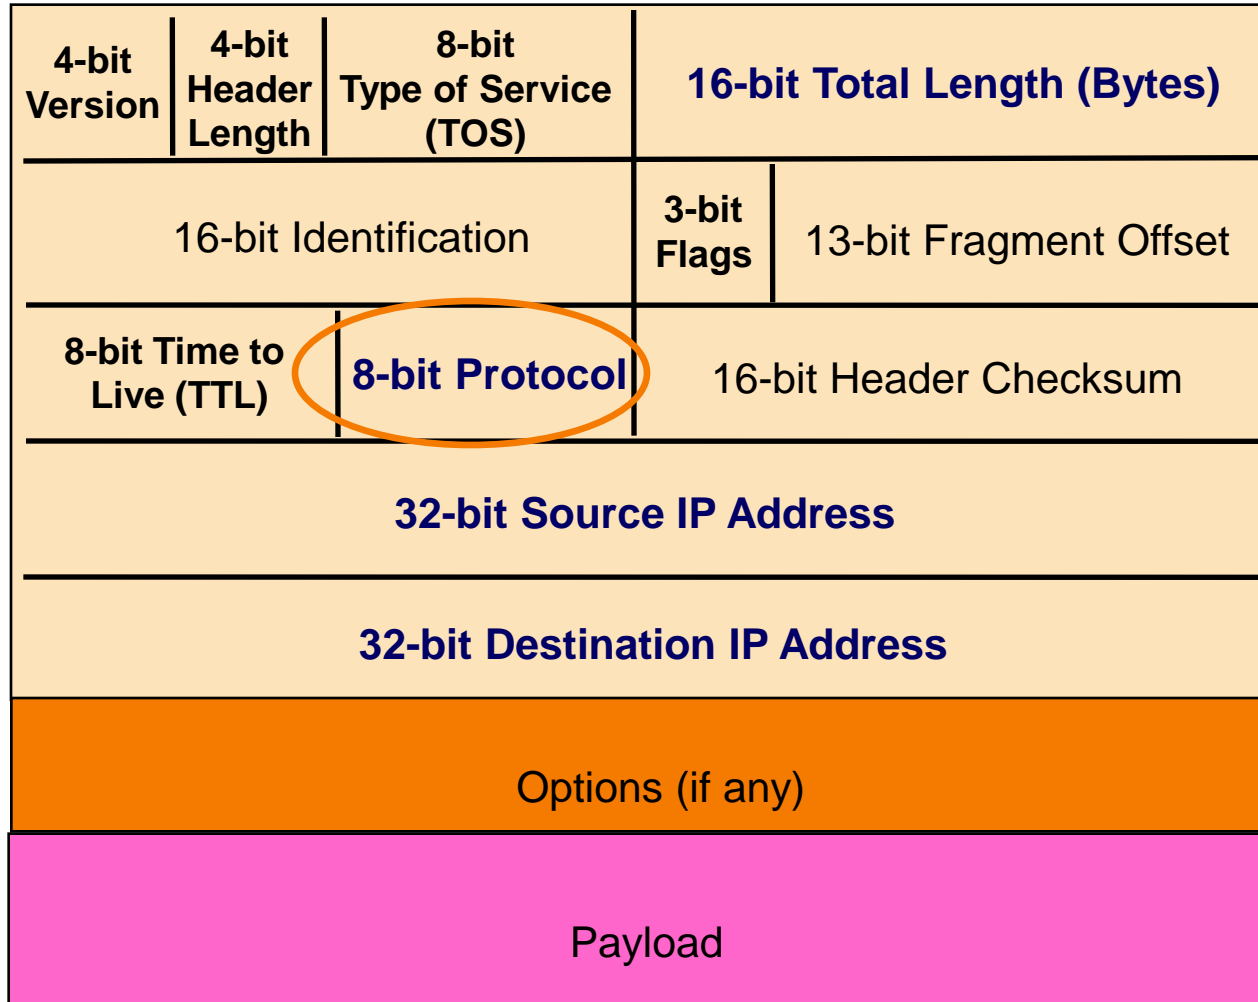 4-bit
Version
4-bit
Header
Length
8-bit
Type of Service
(TOS)
16-bit Total Length (Bytes)
16-bit Identification
3-bit
Flags
13-bit Fragment Offset
8-bit Time to
Live (TTL)
8-bit Protocol
16-bit Header Checksum
32-bit Source IP Address
32-bit Destination IP Address
Options (if any)
Payload